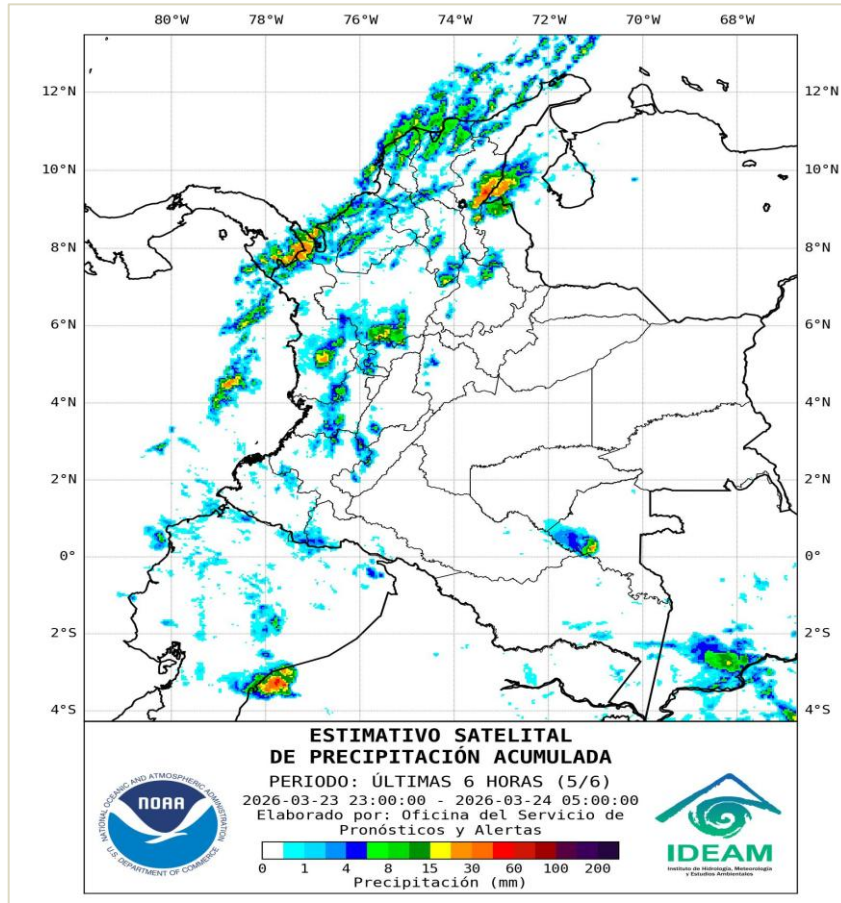 80°W 78°W 76°W 74°W 72°W 70°W 68°W
12°N 12°N
10°N 10°N
8°N 8°N
6°N 6°N
4°N 4°N
2°N 2°N
0° 0°
2°S 2°S
4°S 4°S
ESTIMATIVO SATELITAL
DE PRECIPITACIÓN ACUMULADA
PERIODO: ÚLTIMAS 6 HORAS (5/6)
2026-03-23 23:00:00 - 2026-03-24 05:00:00
Elaborado por: Oficina del Servicio de
Pronósticos y Alertas
0 1 4 8 15 30 60 100 200
Precipitación (mm)
NATIONAL OCEANIC AND ATMOSPHERIC ADMINISTRATION
NOAA
U.S. DEPARTMENT OF COMMERCE
IDEAM
Instituto de Hidrología, Meteorología
y Estudios Ambientales